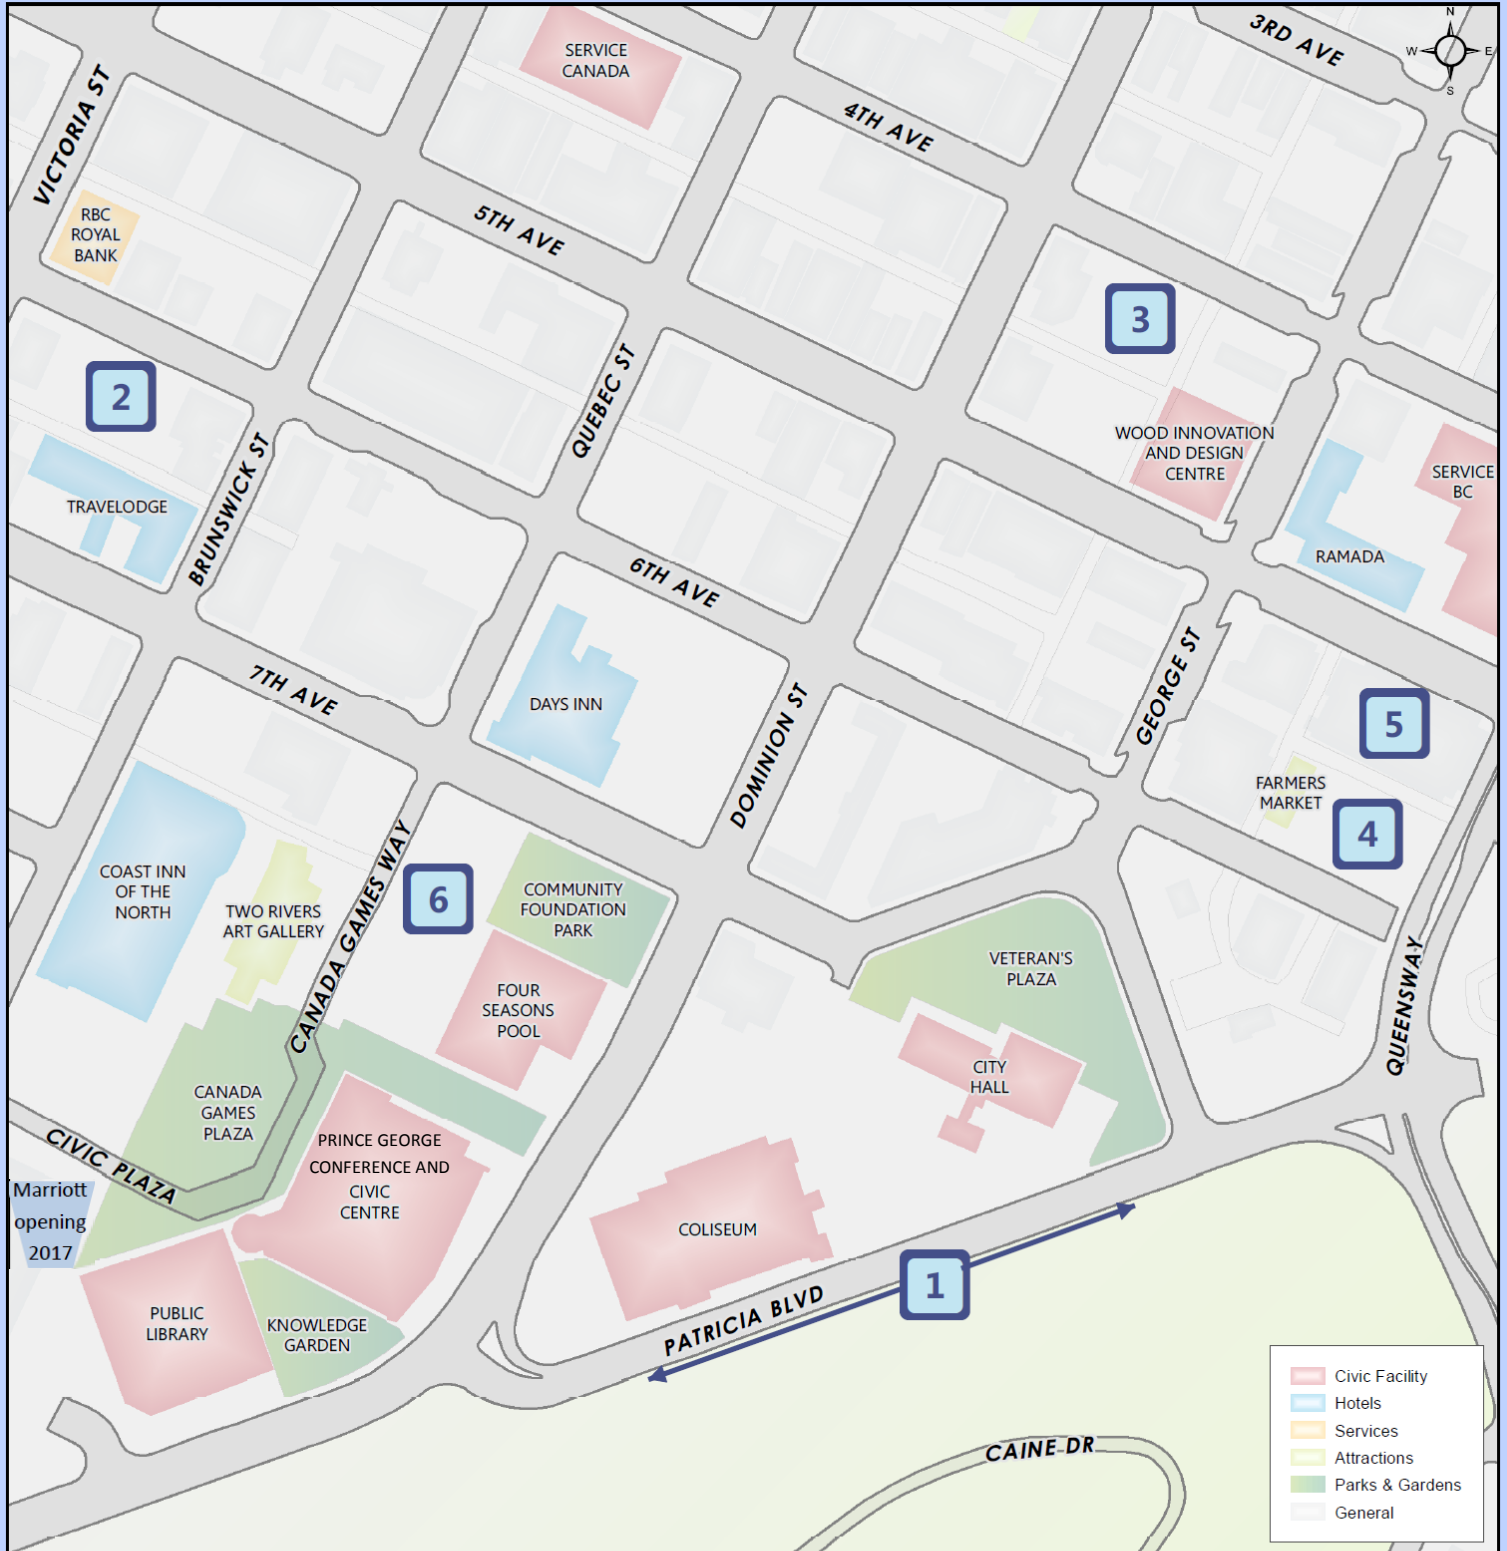 N
W
E
S
3RD AVE
SERVICE
CANADA
VICTORIA ST
4TH AVE
RBC
ROYAL
BANK
5TH AVE
3
2
QUEBEC ST
WOOD INNOVATION
AND DESIGN
CENTRE
SERVICE
BC
TRAVELODGE
BRUNSWICK ST
RAMADA
6TH AVE
7TH AVE
DAYS INN
DOMINION ST
GEORGE ST
5
FARMERS
MARKET
4
COAST INN
OF THE
NORTH
TWO RIVERS
ART GALLERY
CANADA GAMES WAY
6
COMMUNITY
FOUNDATION
PARK
VETERAN'S
PLAZA
FOUR
SEASONS
POOL
QUEENSWAY
CITY
HALL
CANADA
GAMES
PLAZA
CIVIC PLAZA
PRINCE GEORGE
CONFERENCE AND
CIVIC
CENTRE
Marriott
opening
2017
COLISEUM
1
PATRICIA BLVD
PUBLIC
LIBRARY
KNOWLEDGE
GARDEN
CAINE DR
Civic Facility
Hotels
Services
Attractions
Parks & Gardens
General